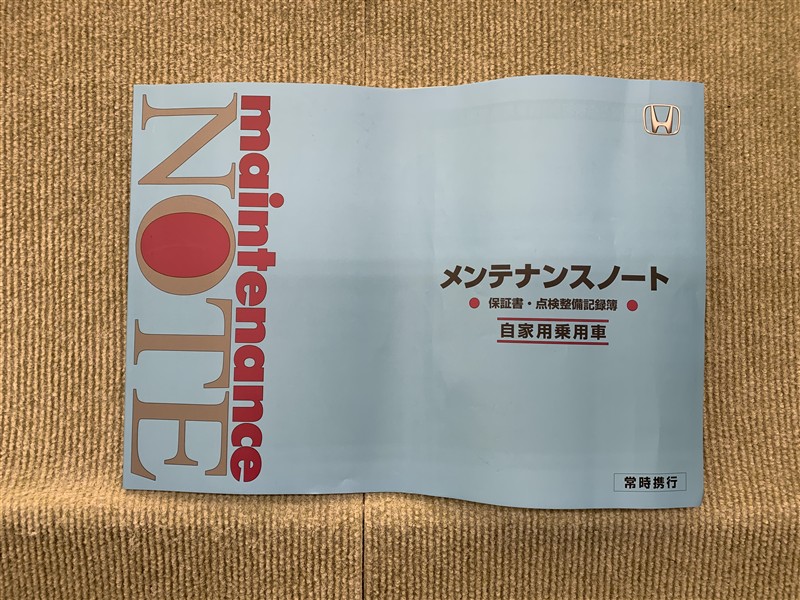 maintenance
NOTE
メンテナンスノート
● 保証書・点検整備記録簿 ●
自家用乗用車
常時携行